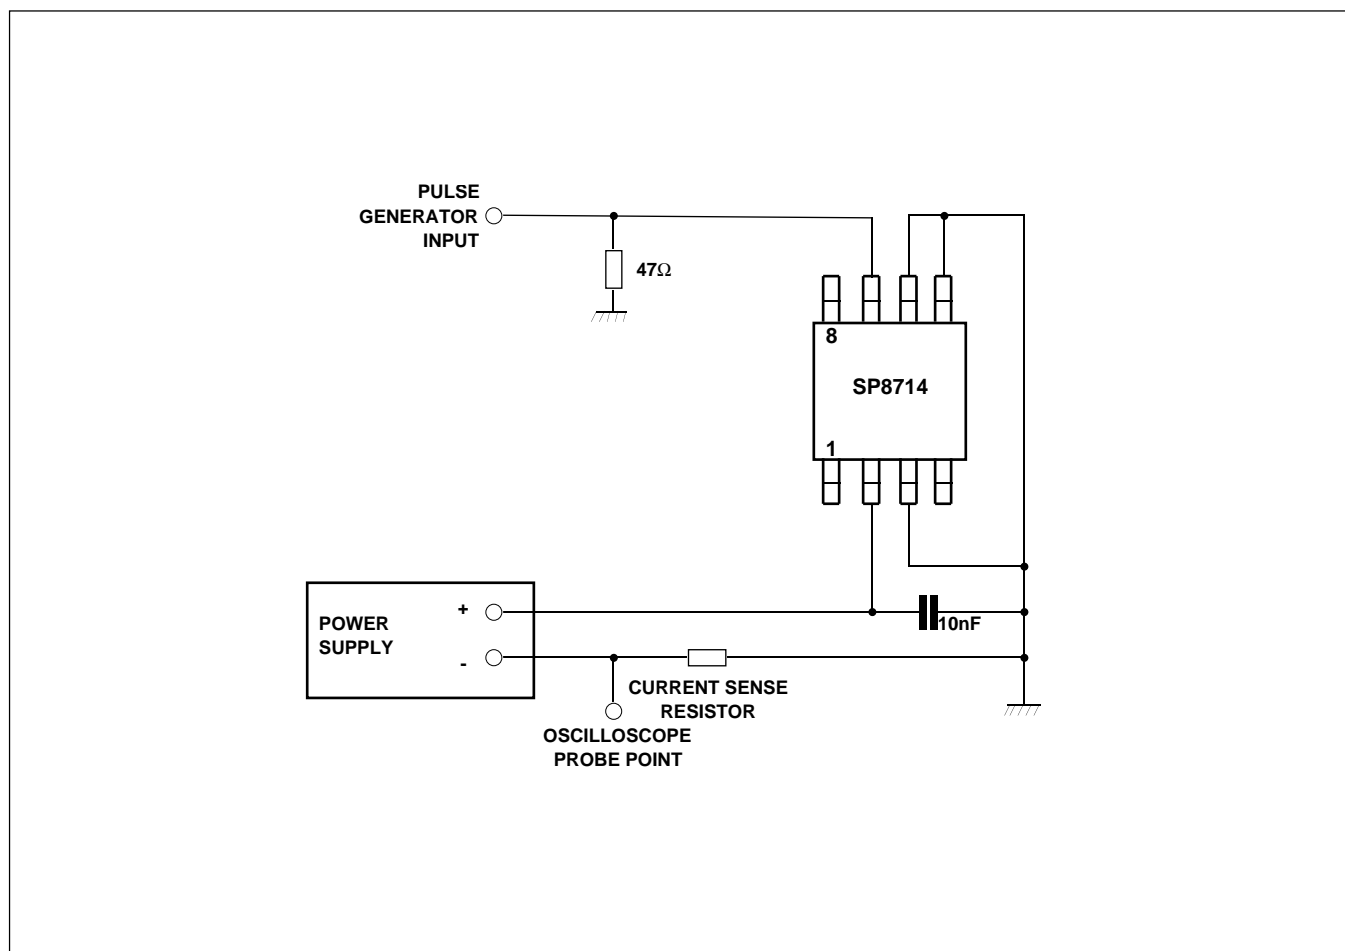 PULSE
GENERATOR
INPUT
47Ω
8
SP8714
1
POWER
SUPPLY
+
-
10nF
CURRENT SENSE
RESISTOR
OSCILLOSCOPE
PROBE POINT